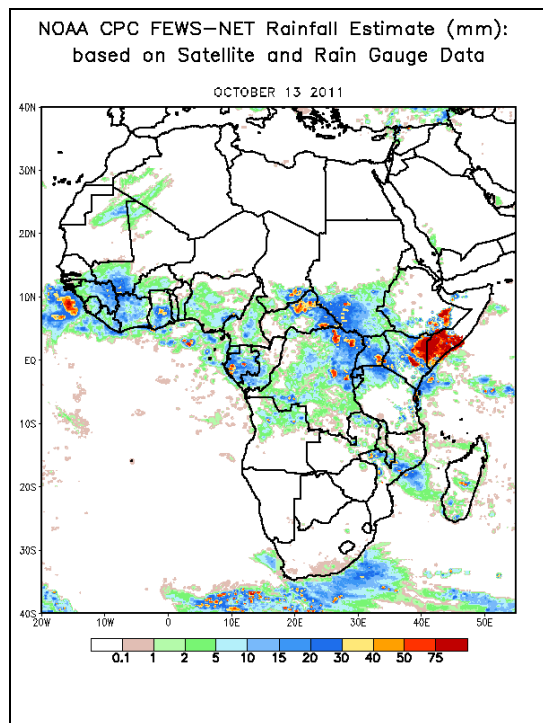 NOAA CPC FEWS-NET Rainfall Estimate (mm):
based on Satellite and Rain Gauge Data
OCTOBER 13 2011
40N
30N
20N
10N
EQ
10S
20S
30S
40S
20W 10W 0 10E 20E 30E 40E 50E
0.1 1 2 5 10 15 20 30 40 50 75